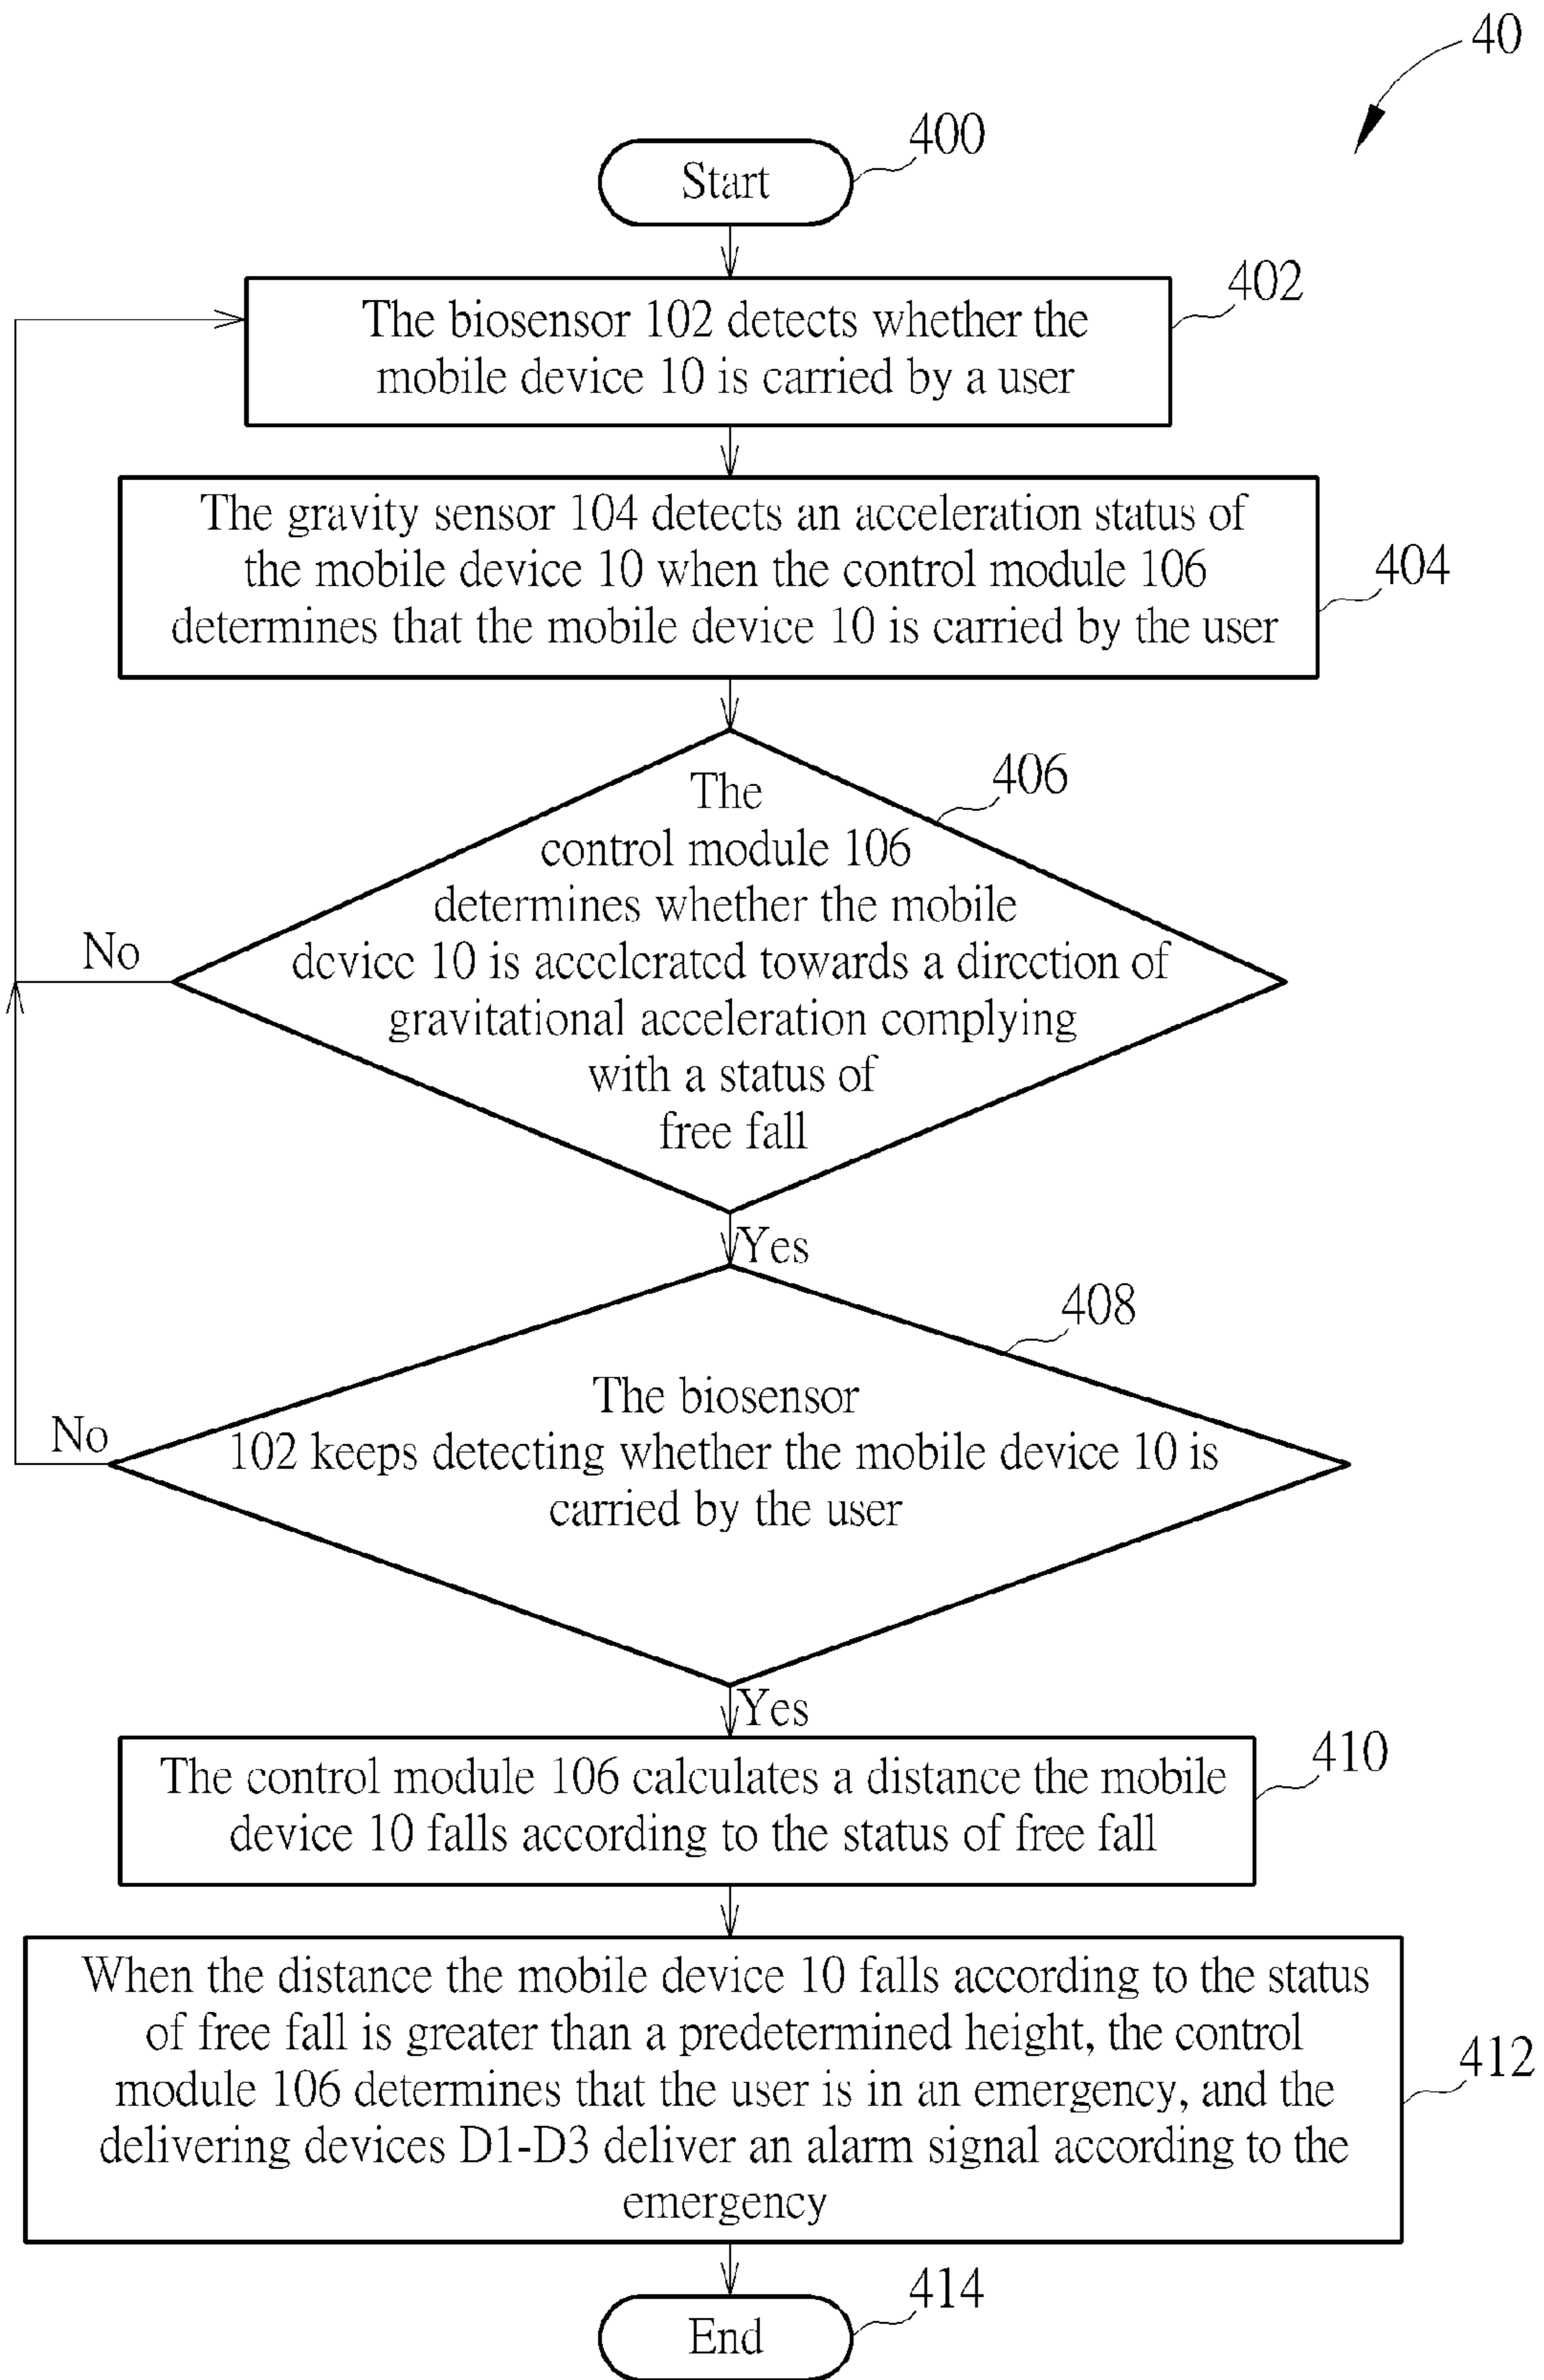 40
400
Start
402
The biosensor 102 detects whether the
mobile device 10 is carried by a user
The gravity sensor 104 detects an acceleration status of
the mobile device 10 when the control module 106
determines that the mobile device 10 is carried by the user
404
406
The
control module 106
determines whether the mobile
device 10 is accelerated towards a direction of
gravitational acceleration complying
with a status of
free fall
No
Yes
408
The biosensor
102 keeps detecting whether the mobile device 10 is
carried by the user
No
Yes
410
The control module 106 calculates a distance the mobile
device 10 falls according to the status of free fall
When the distance the mobile device 10 falls according to the status
of free fall is greater than a predetermined height, the control
module 106 determines that the user is in an emergency, and the
delivering devices D1-D3 deliver an alarm signal according to the
emergency
412
414
End